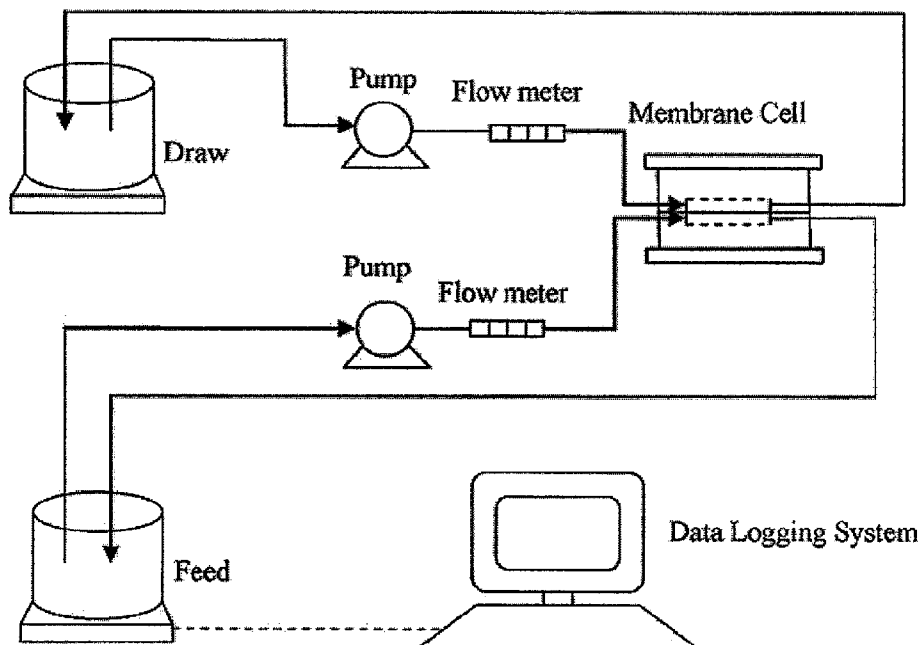 Pump
Flow meter
Membrane Cell
Draw
Pump
Flow meter
Data Logging System
Feed